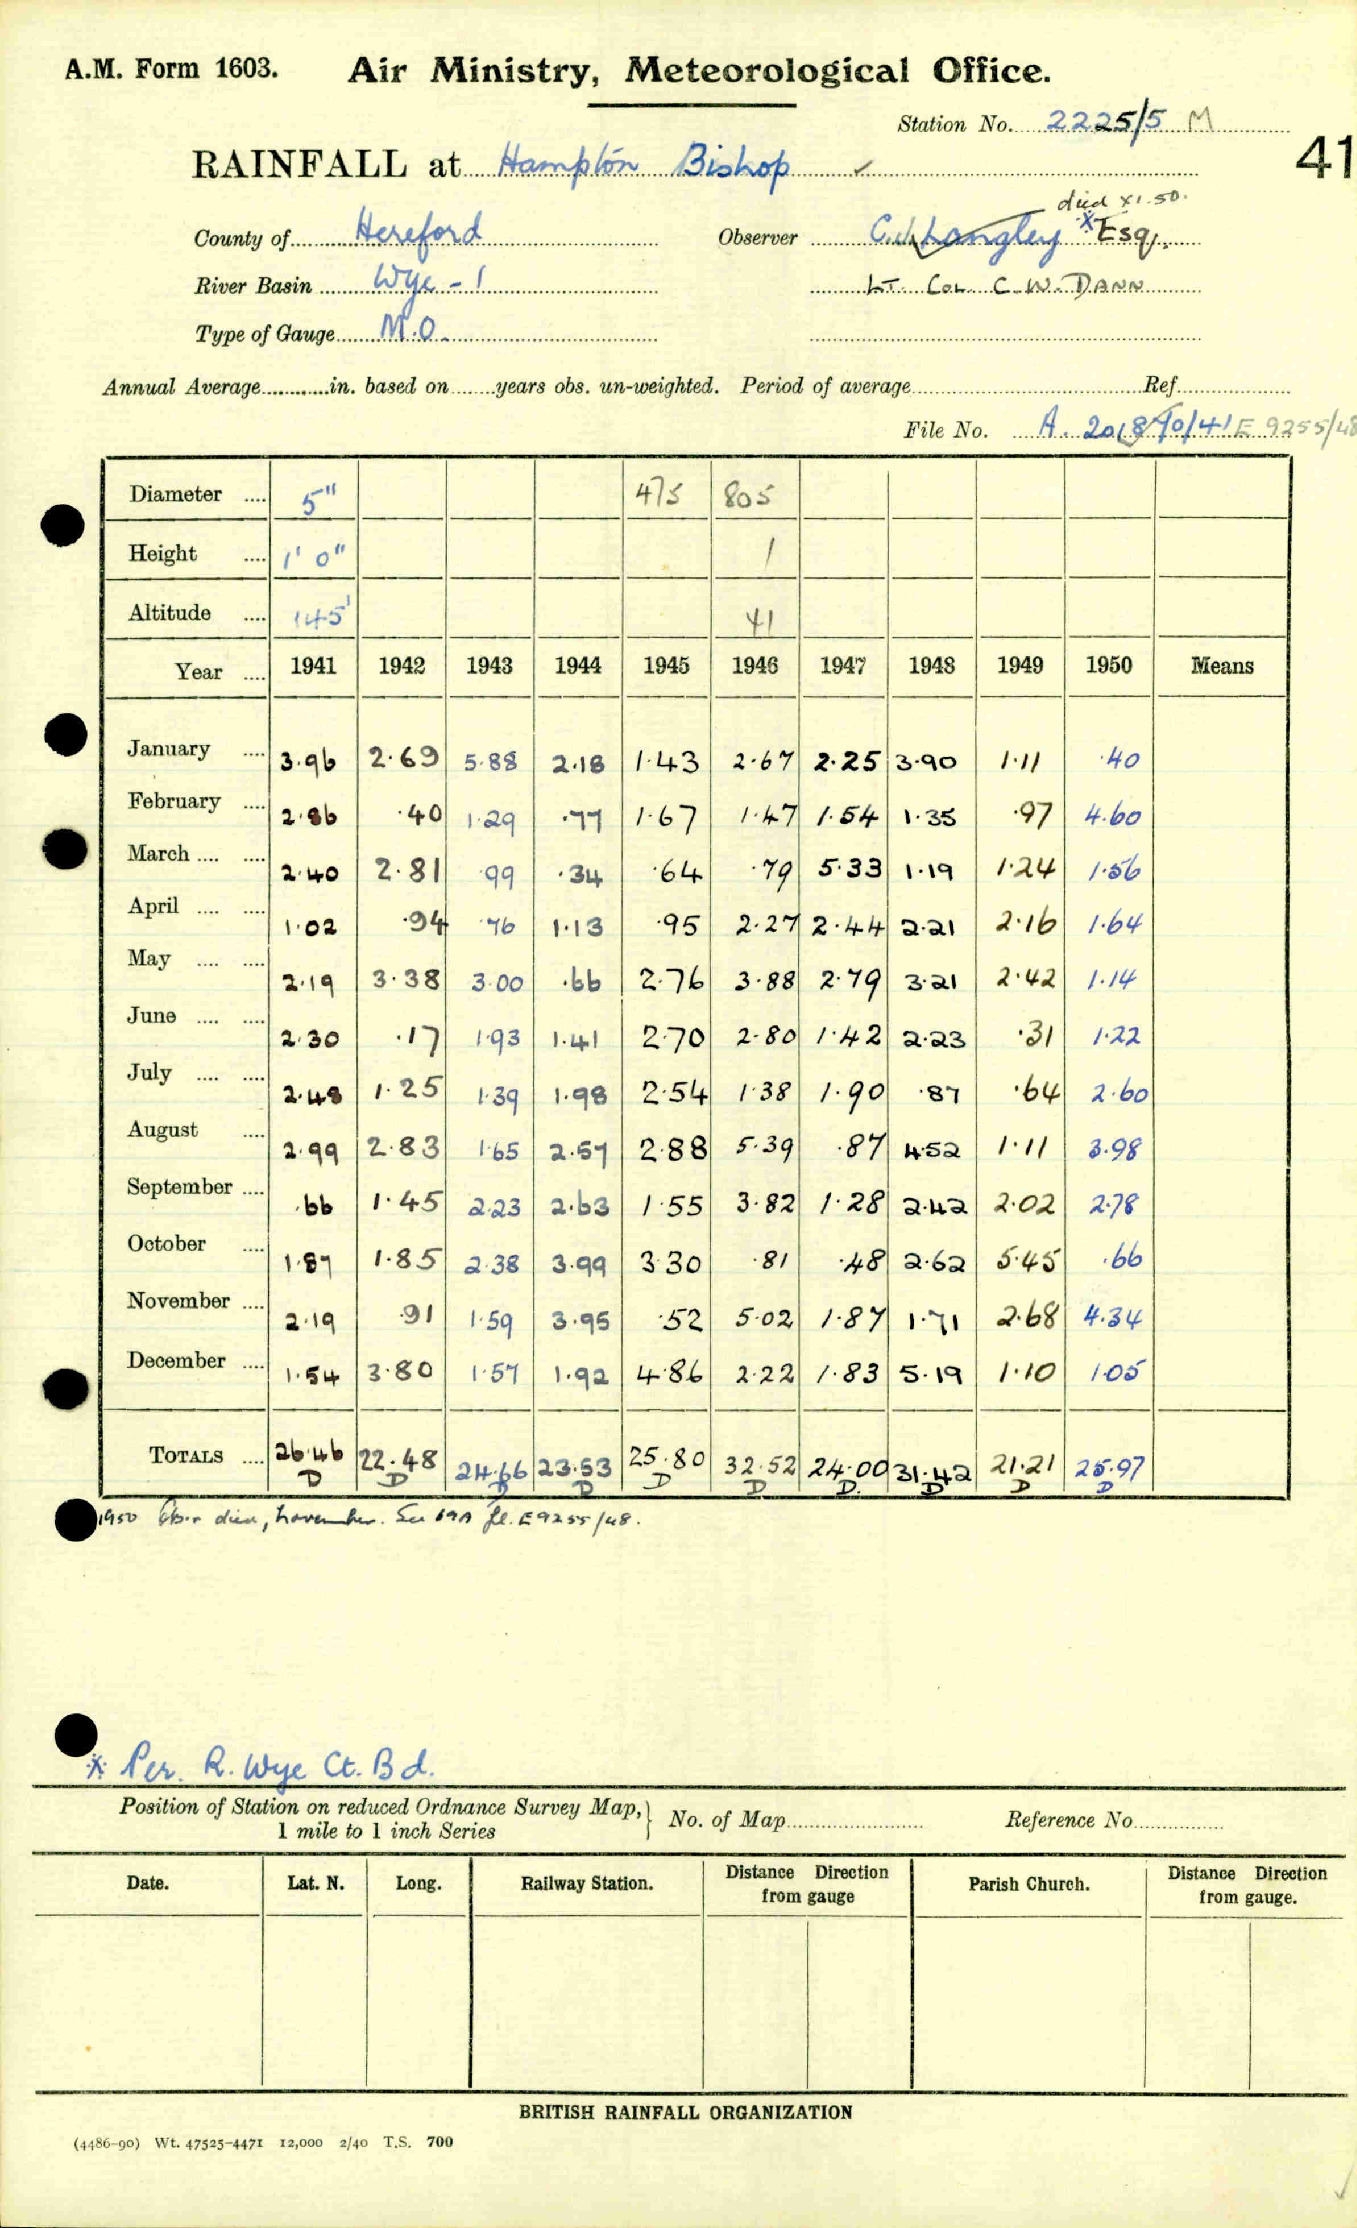 A.M. Form 1603. Air Ministry, Meteorological Office.
Station No. 2225/5 M
41
RAINFALL at Hampton Bishop ✓
died XI.50.
County of Hereford Observer Langley * Esq.
River Basin Wye - 1 LT. COL. C. W. DANN
Type of Gauge M.O.
Annual Average in. based on years obs. un-weighted. Period of average Ref.
File No. A. 201870/41 E 9255/48
Diameter .... 5" 475 805
Height .... 1' 0" 1
Altitude .... 145' 41
Year .... 1941 1942 1943 1944 1945 1946 1947 1948 1949 1950 Means
January .... 3.96 2.69 5.88 2.18 1.43 2.67 2.25 3.90 1.11 .40
February .... 2.86 .40 1.29 .77 1.67 1.47 1.54 1.35 .97 4.60
March .... .... 2.40 2.81 .99 .34 .64 .79 5.33 1.19 1.24 1.56
April .... .... 1.02 .94 .76 1.13 .95 2.27 2.44 2.21 2.16 1.64
May .... .... 2.19 3.38 3.00 .66 2.76 3.88 2.79 3.21 2.42 1.14
June .... .... 2.30 .17 1.93 1.41 2.70 2.80 1.42 2.23 .31 1.22
July .... .... 2.48 1.25 1.39 1.98 2.54 1.38 1.90 .87 .64 2.60
August .... 2.99 2.83 1.65 2.57 2.88 5.39 .87 4.52 1.11 3.98
September .... .66 1.45 2.23 2.63 1.55 3.82 1.28 2.42 2.02 2.78
October .... 1.87 1.85 2.38 3.99 3.30 .81 .48 2.62 5.45 .66
November .... 2.19 .91 1.59 3.95 .52 5.02 1.87 1.71 2.68 4.34
December .... 1.54 3.80 1.57 1.92 4.86 2.22 1.83 5.19 1.10 1.05
TOTALS .... 26.46 22.48 24.66 23.53 25.80 32.52 24.00 31.42 21.21 25.97
D D D D D D D. D D D
1950 Obsr died, November. See 69A fl. E9255/48.
* Per. R. Wye Ct. Bd.
Position of Station on reduced Ordnance Survey Map, } No. of Map Reference No.
1 mile to 1 inch Series
Date. Lat. N. Long. Railway Station. Distance Direction from gauge Parish Church. Distance Direction from gauge.
BRITISH RAINFALL ORGANIZATION
(4486-90) Wt. 47525-4471 12,000 2/40 T.S. 700